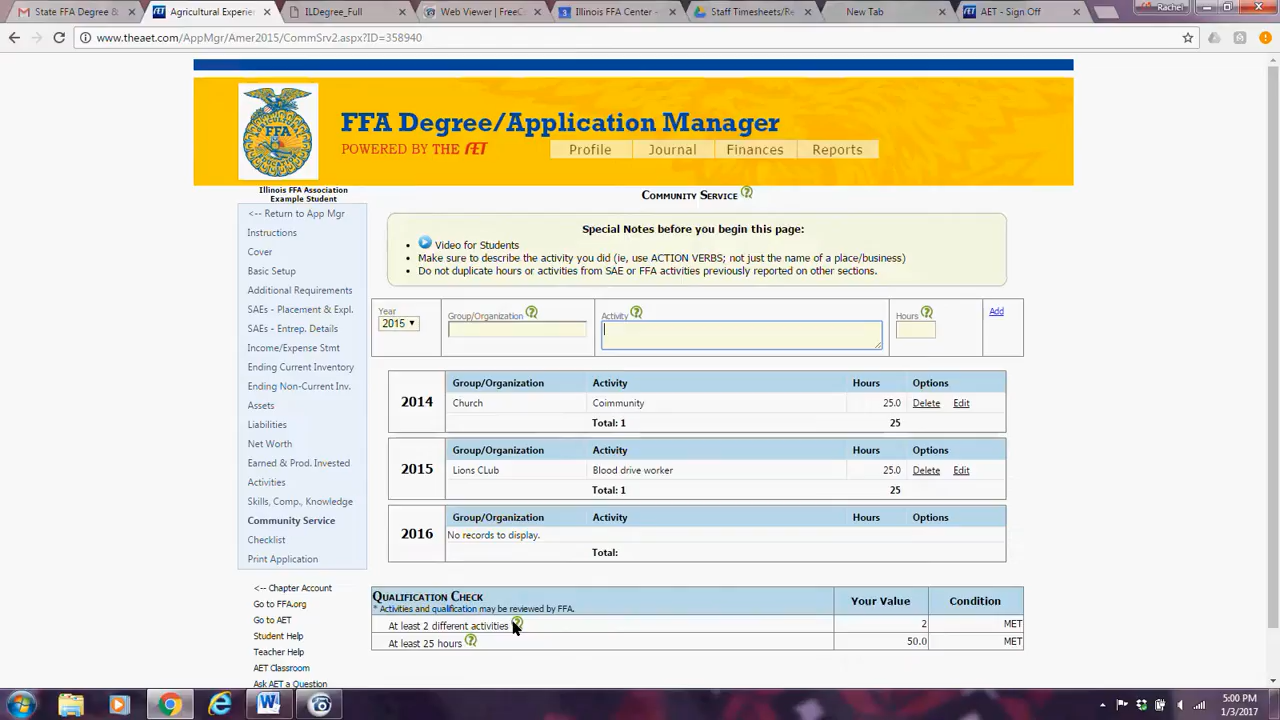 State FFA Degree &
Agricultural Experie
ILDegree_Full
Web Viewer | FreeC
Illinois FFA Center -
Staff Timesheets/Re
New Tab
AET - Sign Off
Rachel
www.theaet.com/AppMgr/Amer2015/CommSrv2.aspx?ID=358940
FFA
FFA Degree/Application Manager
POWERED BY THE ÆT
Profile
Journal
Finances
Reports
Illinois FFA Association
Example Student
<-- Return to App Mgr
Instructions
Cover
Basic Setup
Additional Requirements
SAEs - Placement & Expl.
SAEs - Entrep. Details
Income/Expense Stmt
Ending Current Inventory
Ending Non-Current Inv.
Assets
Liabilities
Net Worth
Earned & Prod. Invested
Activities
Skills, Comp., Knowledge
Community Service
Checklist
Print Application
<-- Chapter Account
Go to FFA.org
Go to AET
Student Help
Teacher Help
AET Classroom
Ask AET a Question
COMMUNITY SERVICE ?
Special Notes before you begin this page:
• Video for Students
• Make sure to describe the activity you did (ie, use ACTION VERBS; not just the name of a place/business)
• Do not duplicate hours or activities from SAE or FFA activities previously reported on other sections.
Year
2015
Group/Organization ?
Activity ?
Hours ?
Add
2014
Group/Organization Activity Hours Options
Church Coimmunity 25.0 Delete Edit
Total: 1 25
2015
Group/Organization Activity Hours Options
Lions CLub Blood drive worker 25.0 Delete Edit
Total: 1 25
2016
Group/Organization Activity Hours Options
No records to display.
Total:
QUALIFICATION CHECK Your Value Condition
* Activities and qualification may be reviewed by FFA.
At least 2 different activities ? 2 MET
At least 25 hours ? 50.0 MET
5:00 PM
1/3/2017